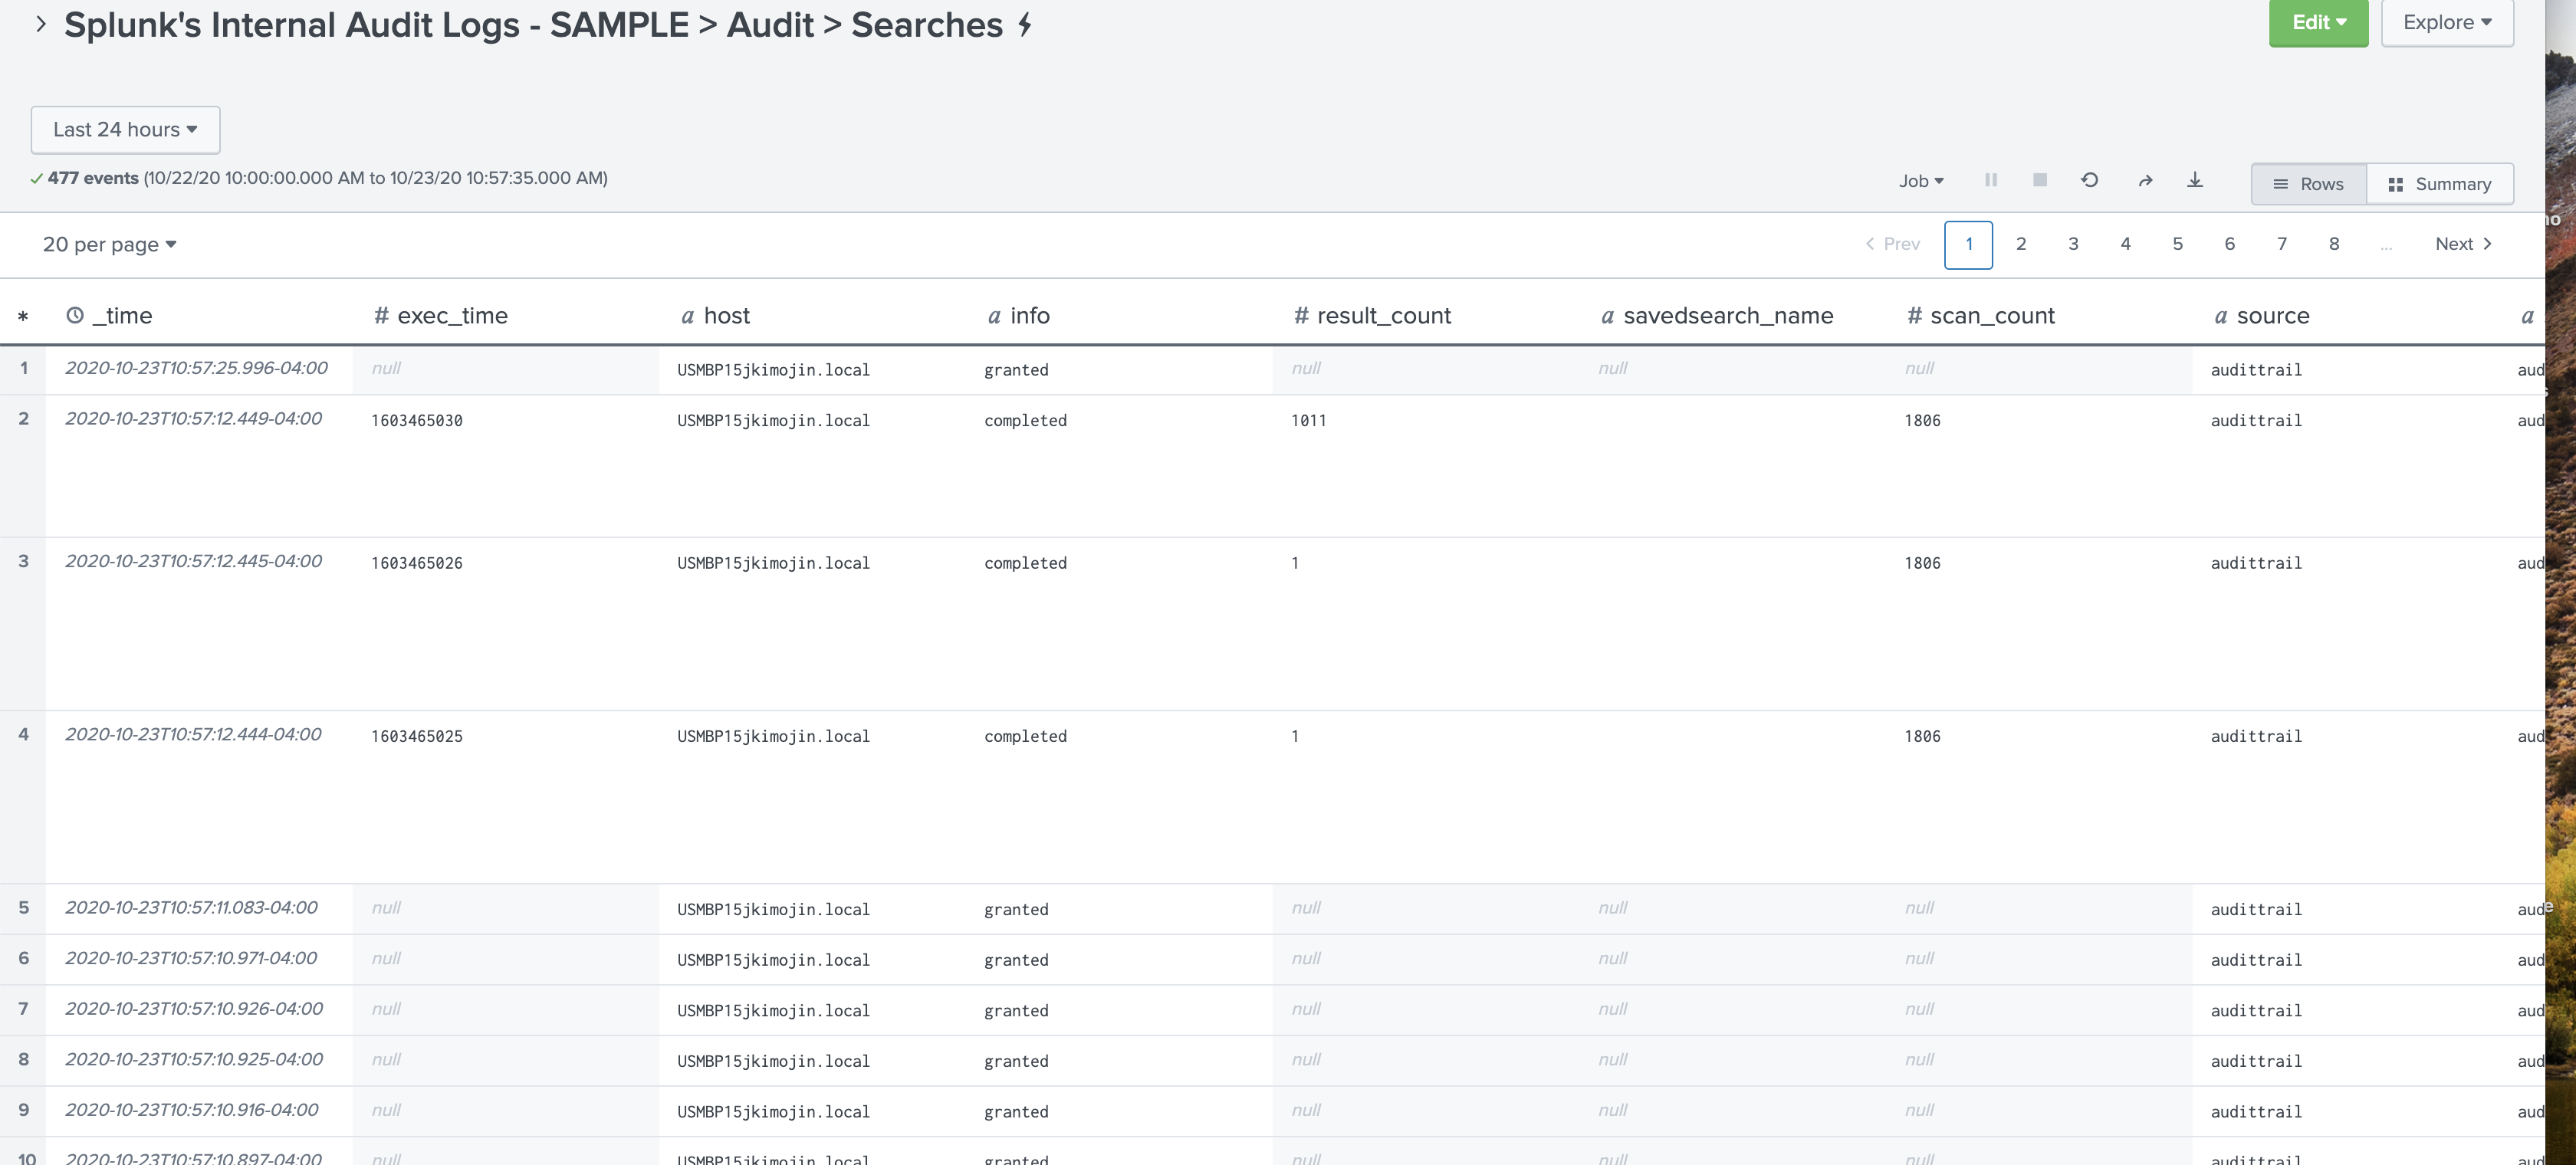 Splunk's Internal Audit Logs - SAMPLE > Audit > Searches
Edit Explore
Last 24 hours
477 events (10/22/20 10:00:00.000 AM to 10/23/20 10:57:35.000 AM)
Job Rows Summary
20 per page < Prev 1 2 3 4 5 6 7 8 ... Next >
* _time # exec_time a host a info # result_count a savedsearch_name # scan_count a source a
1 2020-10-23T10:57:25.996-04:00 null USMBP15jkimojin.local granted null null null audittrail aud
2 2020-10-23T10:57:12.449-04:00 1603465030 USMBP15jkimojin.local completed 1011 1806 audittrail aud
3 2020-10-23T10:57:12.445-04:00 1603465026 USMBP15jkimojin.local completed 1 1806 audittrail aud
4 2020-10-23T10:57:12.444-04:00 1603465025 USMBP15jkimojin.local completed 1 1806 audittrail aud
5 2020-10-23T10:57:11.083-04:00 null USMBP15jkimojin.local granted null null null audittrail aud
6 2020-10-23T10:57:10.971-04:00 null USMBP15jkimojin.local granted null null null audittrail aud
7 2020-10-23T10:57:10.926-04:00 null USMBP15jkimojin.local granted null null null audittrail aud
8 2020-10-23T10:57:10.925-04:00 null USMBP15jkimojin.local granted null null null audittrail aud
9 2020-10-23T10:57:10.916-04:00 null USMBP15jkimojin.local granted null null null audittrail aud
10 2020-10-23T10:57:10.897-04:00 null USMBP15jkimojin.local granted null null null audittrail aud